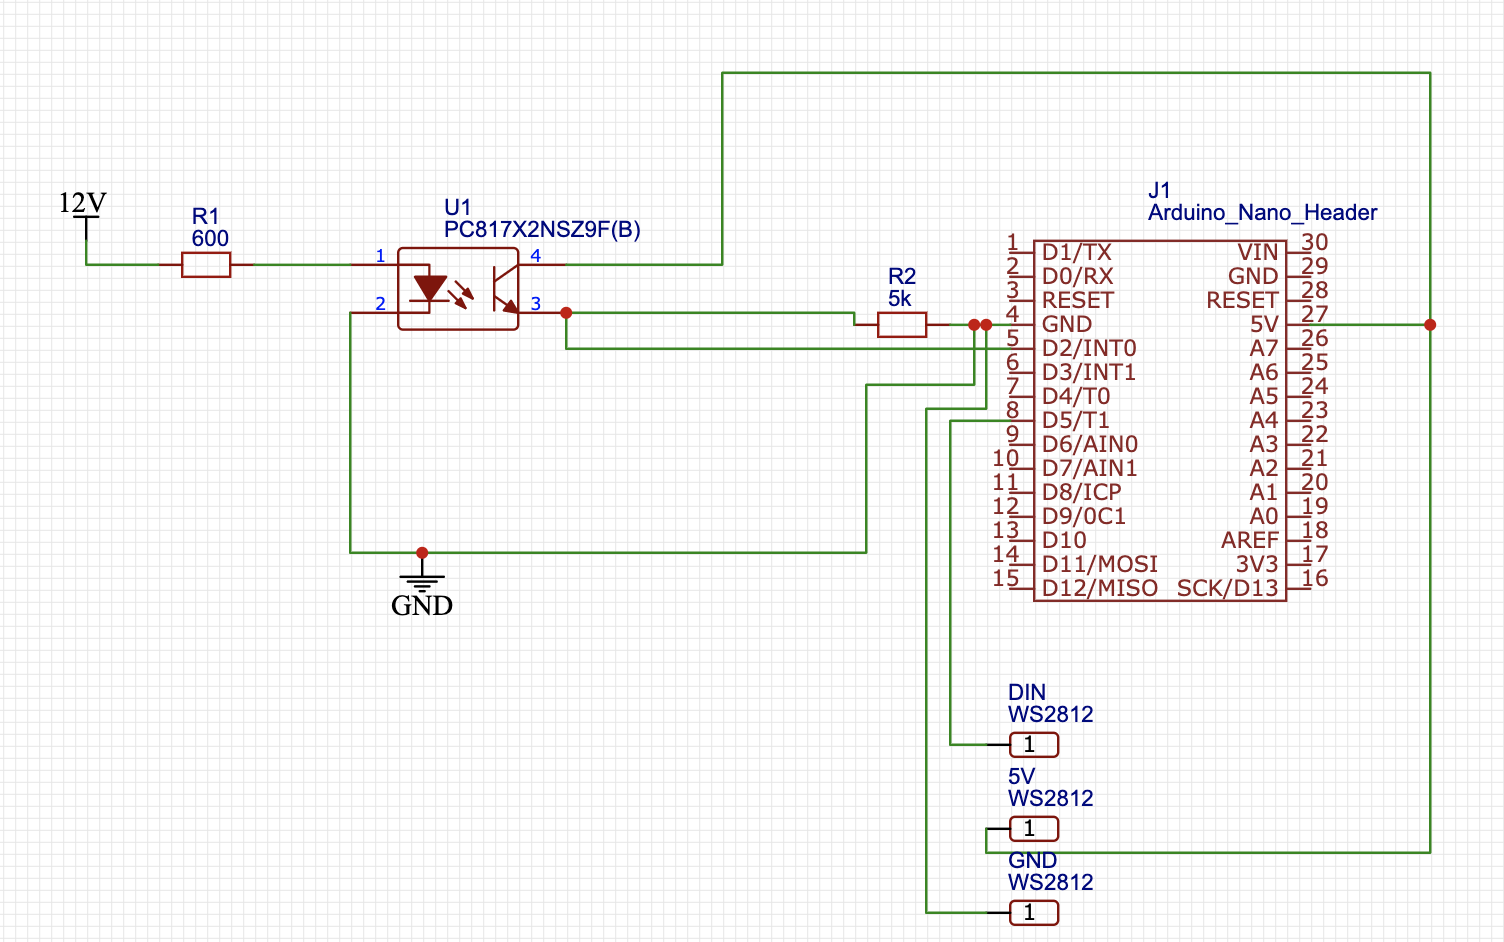 12V
R1
600
U1
PC817X2NSZ9F(B)
1
2
4
3
R2
5k
J1
Arduino_Nano_Header
1 D1/TX VIN 30
2 D0/RX GND 29
3 RESET RESET 28
4 GND 5V 27
5 D2/INT0 A7 26
6 D3/INT1 A6 25
7 D4/T0 A5 24
8 D5/T1 A4 23
9 D6/AIN0 A3 22
10 D7/AIN1 A2 21
11 D8/ICP A1 20
12 D9/0C1 A0 19
13 D10 AREF 18
14 D11/MOSI 3V3 17
15 D12/MISO SCK/D13 16
GND
DIN
WS2812
1
5V
WS2812
1
GND
WS2812
1